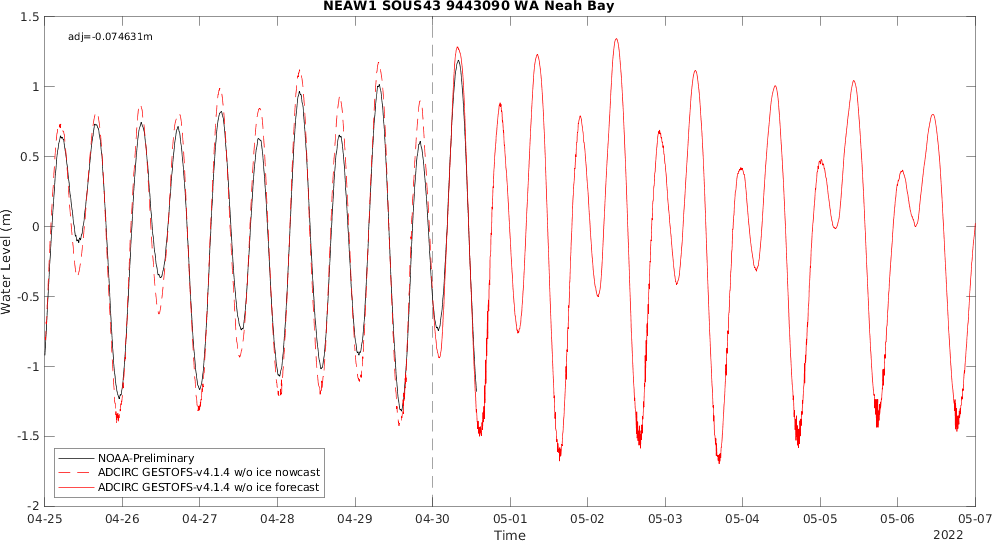 NEAW1 SOUS43 9443090 WA Neah Bay
adj=-0.074631m
1.5
1
0.5
0
-0.5
-1
-1.5
-2
Water Level (m)
NOAA-Preliminary
ADCIRC GESTOFS-v4.1.4 w/o ice nowcast
ADCIRC GESTOFS-v4.1.4 w/o ice forecast
04-25 04-26 04-27 04-28 04-29 04-30 05-01 05-02 05-03 05-04 05-05 05-06 05-07
Time
2022